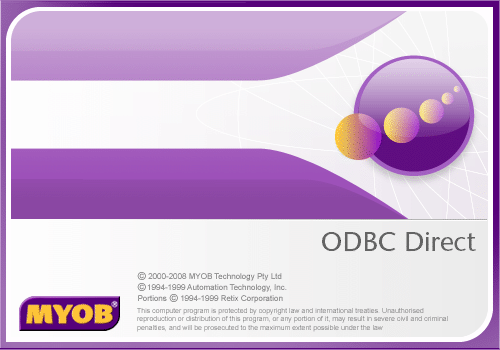 ODBC Direct
© 2000-2008 MYOB Technology Pty Ltd
© 1994-1999 Automation Technology, Inc.
Portions © 1994-1999 Retix Corporation
MYOB®
This computer program is protected by copyright law and international treaties. Unauthorised
reproduction or distribution of this program, or any portion of it, may result in severe civil and criminal
penalties, and will be prosecuted to the maximum extent possible under the law